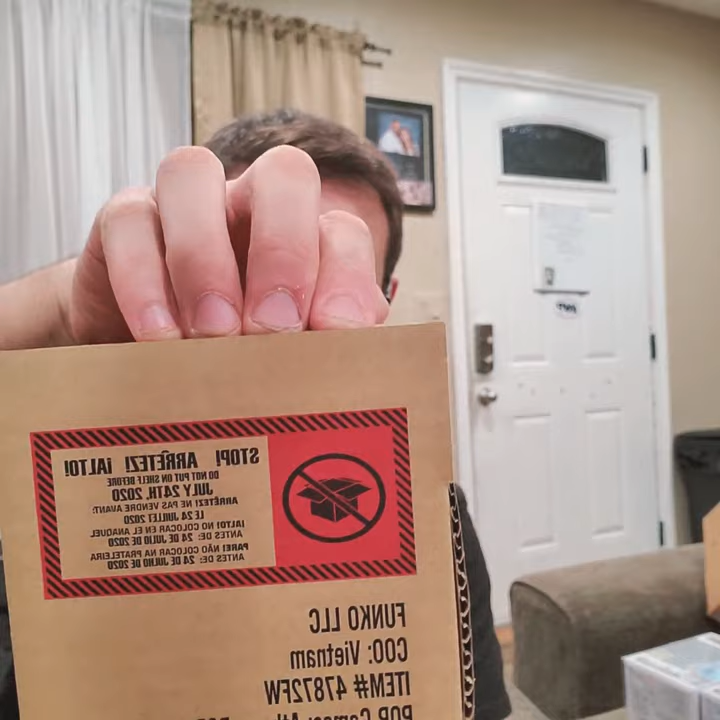 STOP! ARRÊTEZ! ¡ALTO!
DO NOT PUT ON SHELF BEFORE
JULY 24TH, 2020
ARRÊTEZ! NE PAS VENDRE AVANT:
LE 24 JUILLET 2020
¡ALTO! NO COLOCAR EN EL ANAQUEL
ANTES DE: 24 DE JULIO DE 2020
PARE! NÃO COLOCAR NA PRATELEIRA
ANTES DE: 24 DE JULHO DE 2020
FUNKO LLC
COO: Vietnam
ITEM# 47872FW
POP Games: